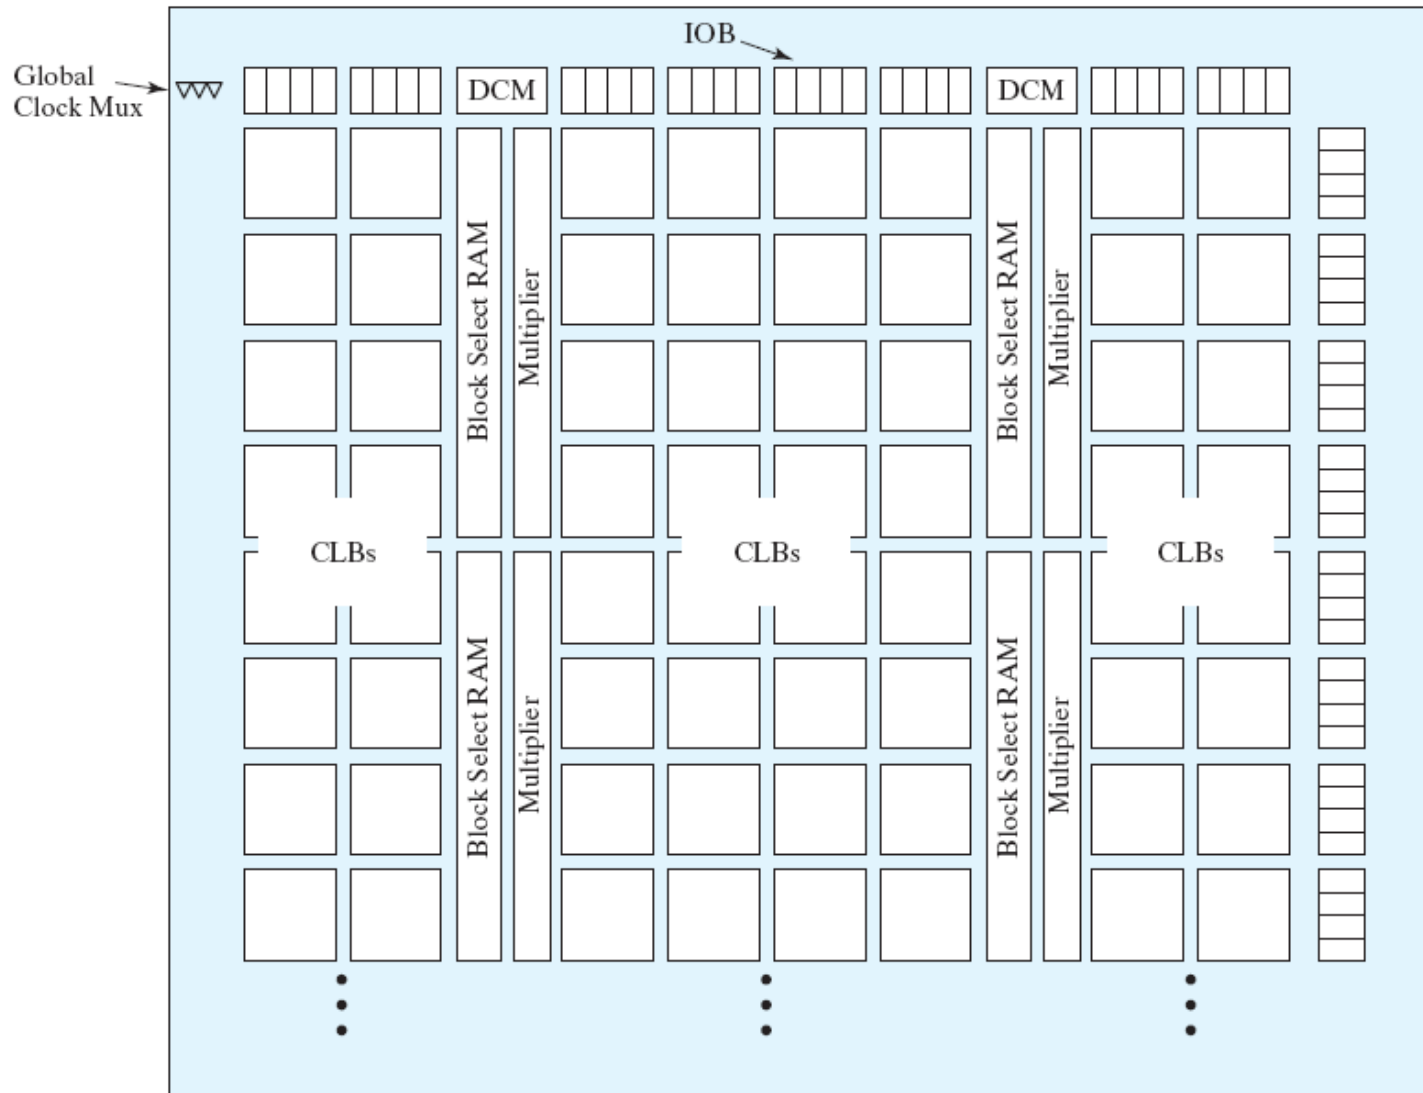 IOB
Global
Clock Mux
DCM
DCM
Block Select RAM
Multiplier
Block Select RAM
Multiplier
CLBs
CLBs
CLBs
Block Select RAM
Multiplier
Block Select RAM
Multiplier